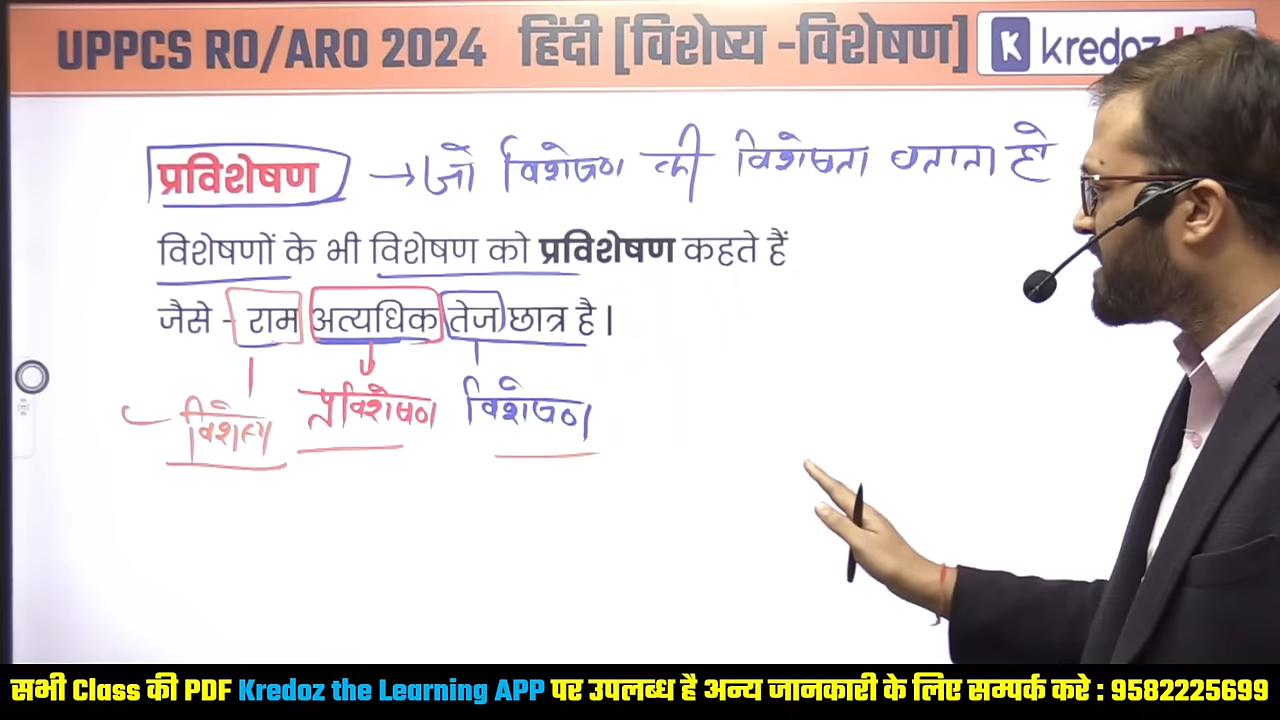 UPPCS RO/ARO 2024 हिंदी [विशेष्य -विशेषण] kredoz
प्रविशेषण → जो विशेषण की विशेषता बताता हो
विशेषणों के भी विशेषण को प्रविशेषण कहते हैं
जैसे - राम अत्यधिक तेज छात्र है।
विशेष्य प्रविशेषण विशेषण
सभी Class की PDF Kredoz the Learning APP पर उपलब्ध है अन्य जानकारी के लिए सम्पर्क करे : 9582225699